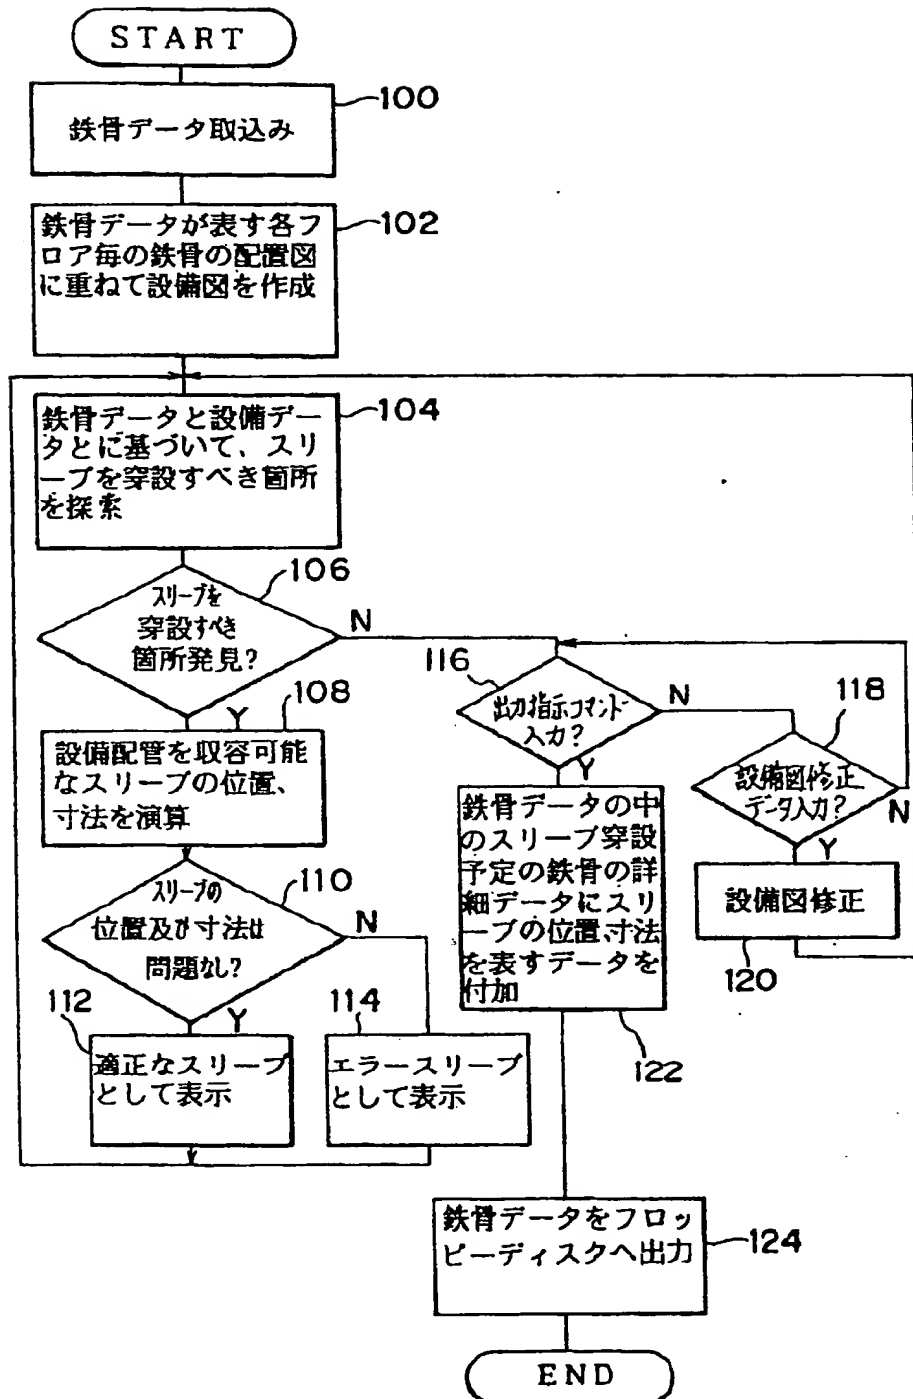 START
100
鉄骨データ取込み
102
鉄骨データが表す各フ
ロア毎の鉄骨の配置図
に重ねて設備図を作成
104
鉄骨データと設備デー
タとに基づいて、スリ
ーブを穿設すべき箇所
を探索
106
スリーブを
穿設すべき
箇所発見?
N
Y
108
設備配管を収容可能
なスリーブの位置、
寸法を演算
110
スリーブの
位置及び寸法は
問題なし?
N
Y
112
適正なスリーブ
として表示
114
エラースリーブ
として表示
116
出力指示コマンド
入力?
N
Y
118
設備図修正
データ入力?
N
Y
設備図修正
120
鉄骨データの中
のスリーブ穿設
予定の鉄骨の詳
細データにスリ
ーブの位置、寸法
を表すデータを
付加
122
鉄骨データをフロッ
ピーディスクへ出力
124
END